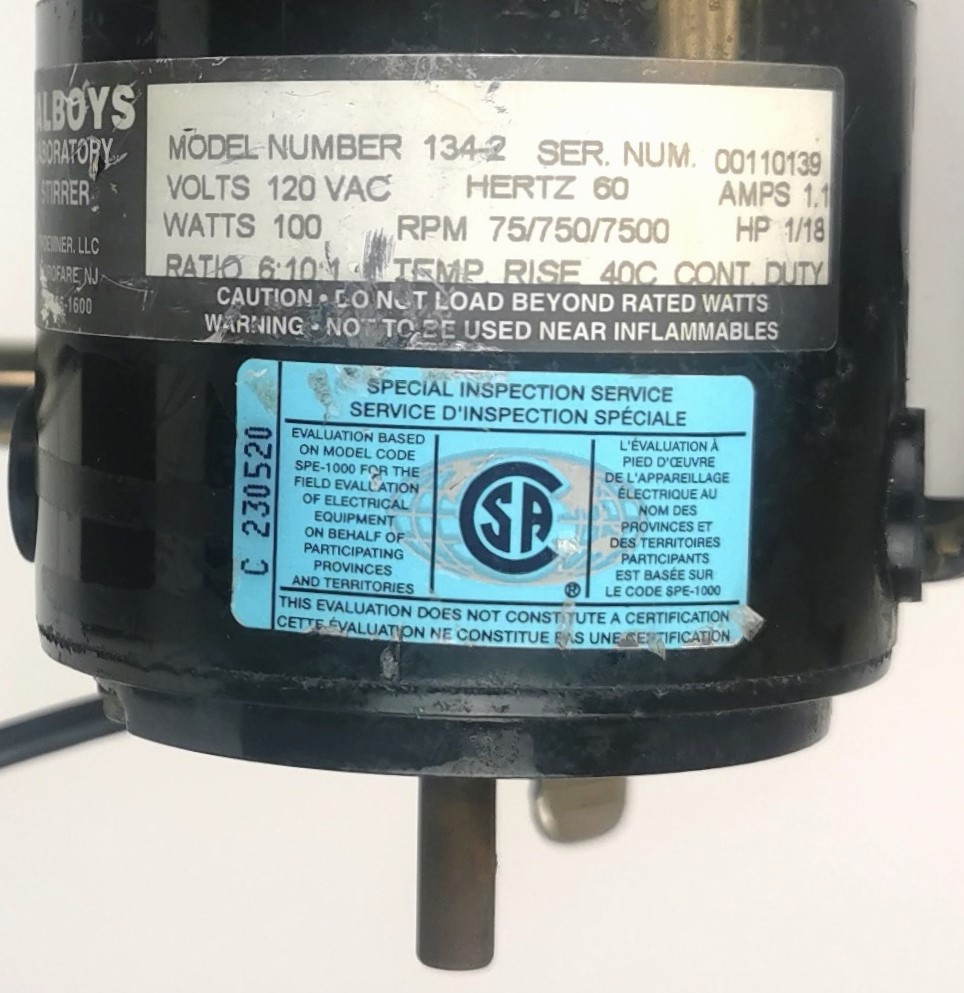 ALBOYS
LABORATORY
STIRRER
LLC
NJ
-1600
MODEL NUMBER 134-2 SER. NUM. 00110139
VOLTS 120 VAC HERTZ 60 AMPS 1.1
WATTS 100 RPM 75/750/7500 HP 1/18
RATIO 6:10:1 TEMP. RISE 40C CONT. DUTY
CAUTION • DO NOT LOAD BEYOND RATED WATTS
WARNING • NOT TO BE USED NEAR INFLAMMABLES
SPECIAL INSPECTION SERVICE
SERVICE D'INSPECTION SPÉCIALE
C 230520
EVALUATION BASED
ON MODEL CODE
SPE-1000 FOR THE
FIELD EVALUATION
OF ELECTRICAL
EQUIPMENT
ON BEHALF OF
PARTICIPATING
PROVINCES
AND TERRITORIES
CSA
®
L'ÉVALUATION À
PIED D'ŒUVRE
DE L'APPAREILLAGE
ÉLECTRIQUE AU
NOM DES
PROVINCES ET
DES TERRITOIRES
PARTICIPANTS
EST BASÉE SUR
LE CODE SPE-1000
THIS EVALUATION DOES NOT CONSTITUTE A CERTIFICATION
CETTE ÉVALUATION NE CONSTITUE PAS UNE CERTIFICATION